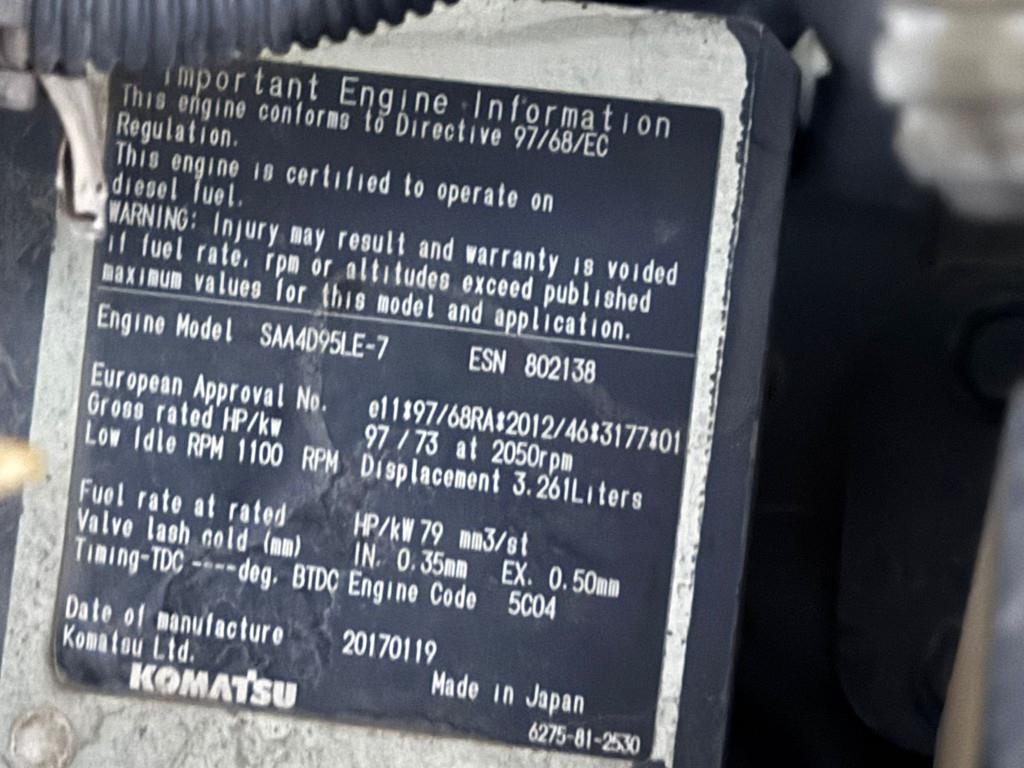 Important Engine Information
This engine conforms to Directive 97/68/EC
Regulation.
This engine is certified to operate on
diesel fuel.
WARNING: Injury may result and warranty is voided
if fuel rate, rpm or altitudes exceed published
maximum values for this model and application.
Engine Model SAA4D95LE-7 ESN 802138
European Approval No. e11*97/68RA*2012/46*3177*01
Gross rated HP/kw 97 / 73 at 2050rpm
Low Idle RPM 1100 RPM Displacement 3.261Liters
Fuel rate at rated HP/kW 79 mm3/st
Valve lash cold (mm) IN. 0.35mm EX. 0.50mm
Timing-TDC ----deg. BTDC Engine Code 5C04
Date of manufacture 20170119
Komatsu Ltd.
KOMATSU Made in Japan
6275-81-2530